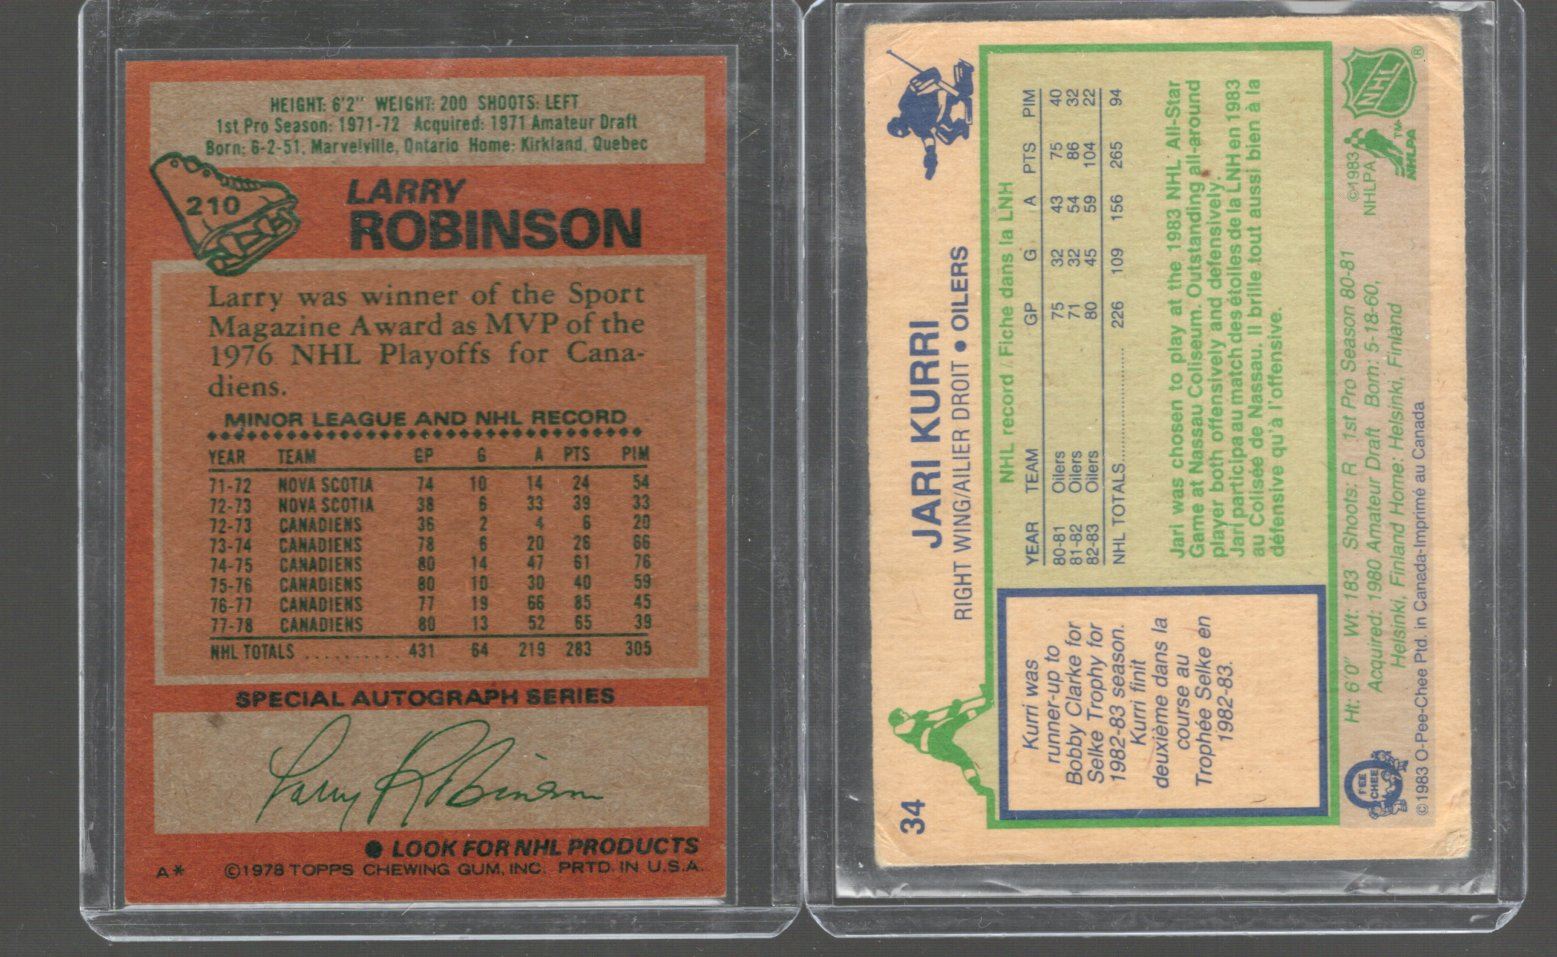 HEIGHT: 6'2" WEIGHT: 200 SHOOTS: LEFT
1st Pro Season: 1971-72 Acquired: 1971 Amateur Draft
Born: 6-2-51, Marvelville, Ontario Home: Kirkland, Quebec
210
LARRY
ROBINSON
Larry was winner of the Sport
Magazine Award as MVP of the
1976 NHL Playoffs for Cana-
diens.
MINOR LEAGUE AND NHL RECORD
YEAR TEAM GP G A PTS PIM
71-72 NOVA SCOTIA 74 10 14 24 54
72-73 NOVA SCOTIA 38 6 33 39 33
72-73 CANADIENS 36 2 4 6 20
73-74 CANADIENS 78 6 20 26 66
74-75 CANADIENS 80 14 47 61 76
75-76 CANADIENS 80 10 30 40 59
76-77 CANADIENS 77 19 66 85 45
77-78 CANADIENS 80 13 52 65 39
NHL TOTALS .......... 431 64 219 283 305
SPECIAL AUTOGRAPH SERIES
Larry Robinson
● LOOK FOR NHL PRODUCTS
A* ©1978 TOPPS CHEWING GUM, INC. PRTD. IN U.S.A.
34
JARI KURRI
RIGHT WING/AILIER DROIT • OILERS
Kurri was
runner-up to
Bobby Clarke for
Selke Trophy for
1982-83 season.
Kurri finit
deuxième dans la
course au
Trophée Selke en
1982-83.
NHL record / Fiche dans la LNH
YEAR TEAM GP G A PTS PIM
80-81 Oilers 75 32 43 75 40
81-82 Oilers 71 32 54 86 32
82-83 Oilers 80 45 59 104 22
NHL TOTALS.................... 226 109 156 265 94
Jari was chosen to play at the 1983 NHL All-Star
Game at Nassau Coliseum. Outstanding all-around
player both offensively and defensively.
Jari participa au match des étoiles de la LNH en 1983
au Colisée de Nassau. Il brille tout aussi bien à la
défensive qu'à l'offensive.
Ht: 6'0" Wt: 183 Shoots: R 1st Pro Season 80-81
Acquired: 1980 Amateur Draft Born: 5-18-60,
Helsinki, Finland Home: Helsinki, Finland
©1983 O-Pee-Chee Ptd. in Canada-Imprimé au Canada
O
PEE
CHEE
©1983
NHLPA
NHL ®
NHLPA ™